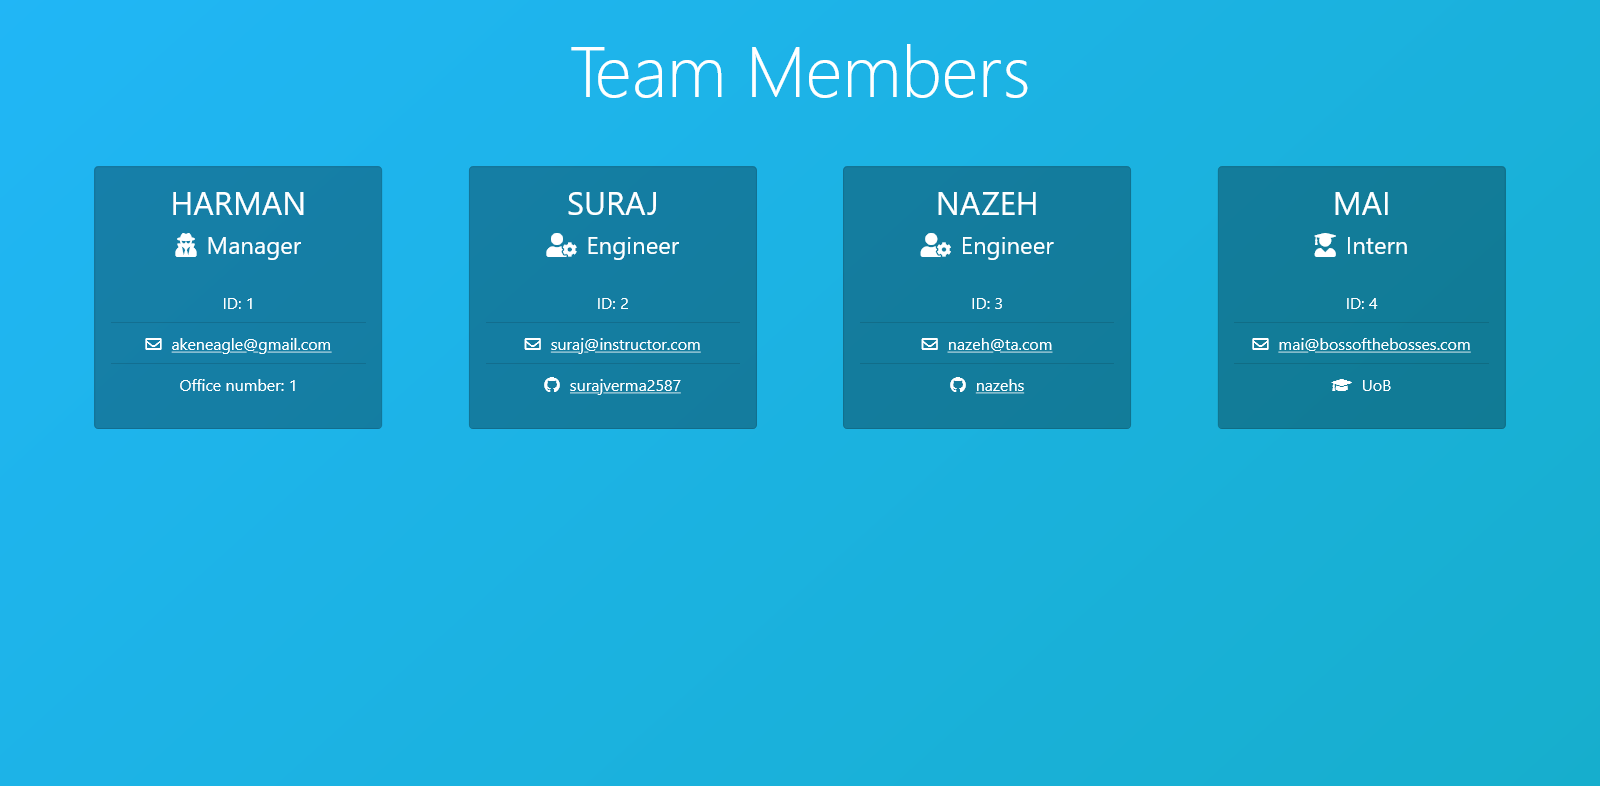 Team Members
HARMAN
Manager
ID: 1
akeneagle@gmail.com
Office number: 1
SURAJ
Engineer
ID: 2
suraj@instructor.com
surajverma2587
NAZEH
Engineer
ID: 3
nazeh@ta.com
nazehs
MAI
Intern
ID: 4
mai@bossofthebosses.com
UoB